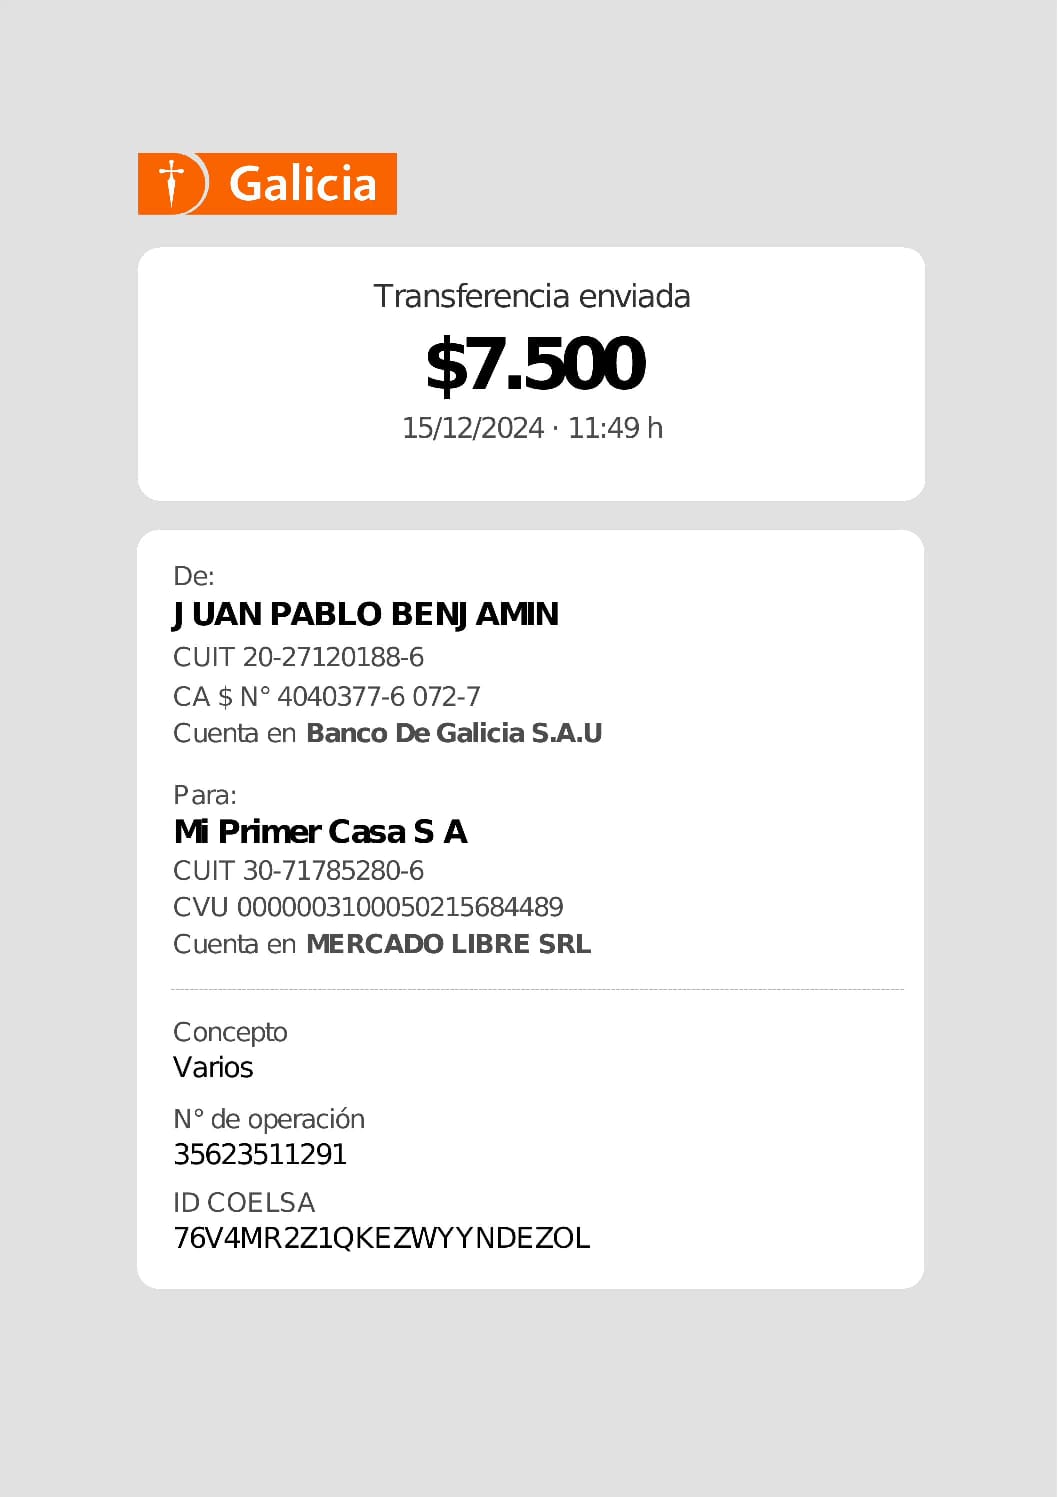 Galicia
Transferencia enviada
$7.500
15/12/2024 · 11:49 h
De:
JUAN PABLO BENJAMIN
CUIT 20-27120188-6
CA $ N° 4040377-6 072-7
Cuenta en Banco De Galicia S.A.U
Para:
Mi Primer Casa S A
CUIT 30-71785280-6
CVU 0000003100050215684489
Cuenta en MERCADO LIBRE SRL
Concepto
Varios
N° de operación
35623511291
ID COELSA
76V4MR2Z1QKEZWYYNDEZOL